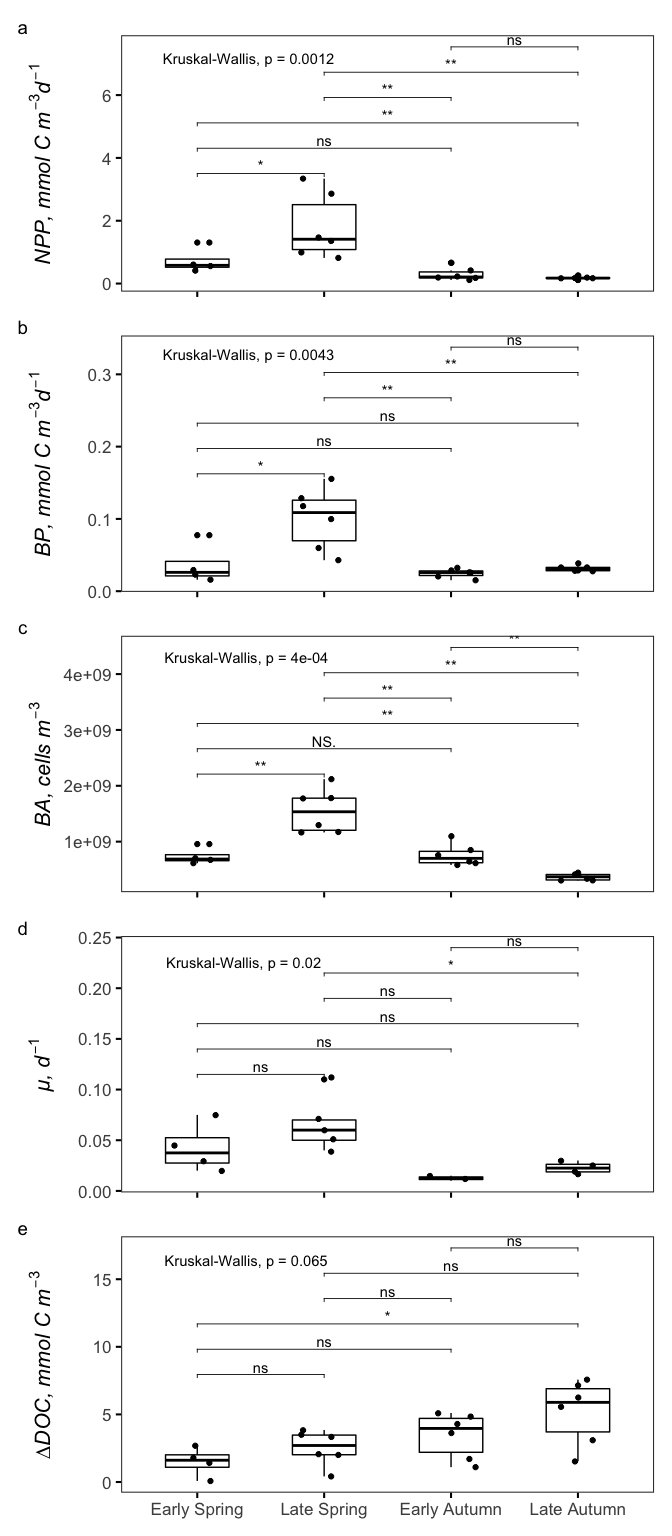 a
Kruskal-Wallis, p = 0.0012
ns
**
**
**
ns
*
NPP, mmol C m⁻³d⁻¹
6
4
2
0
b
Kruskal-Wallis, p = 0.0043
ns
**
**
ns
ns
*
BP, mmol C m⁻³d⁻¹
0.3
0.2
0.1
0.0
c
Kruskal-Wallis, p = 4e-04
**
**
**
**
NS.
**
BA, cells m⁻³
4e+09
3e+09
2e+09
1e+09
d
Kruskal-Wallis, p = 0.02
ns
*
ns
ns
ns
ns
μ, d⁻¹
0.25
0.20
0.15
0.10
0.05
0.00
e
Kruskal-Wallis, p = 0.065
ns
ns
ns
*
ns
ns
ΔDOC, mmol C m⁻³
15
10
5
0
Early Spring Late Spring Early Autumn Late Autumn